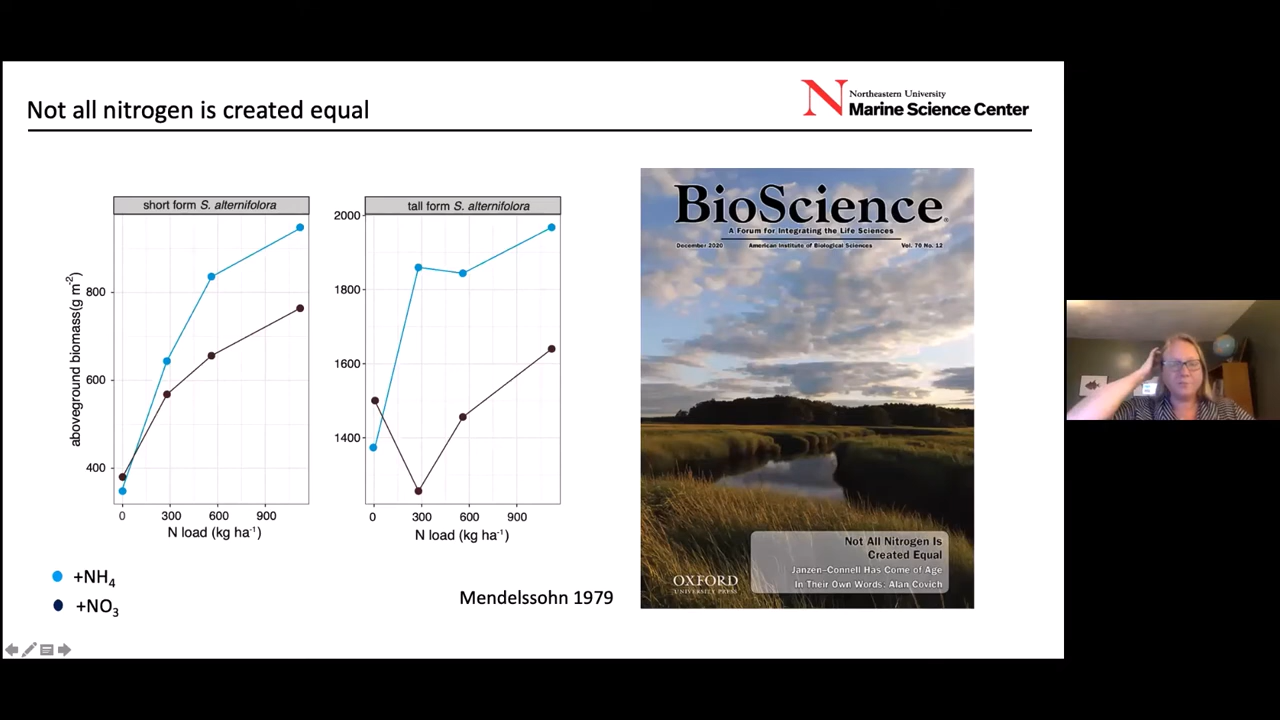 Not all nitrogen is created equal
Northeastern University
Marine Science Center
short form S. alternifolora
tall form S. alternifolora
aboveground biomass(g m-2)
800
600
400
2000
1800
1600
1400
0 300 600 900
N load (kg ha-1)
0 300 600 900
N load (kg ha-1)
+NH4
+NO3
Mendelssohn 1979
BioScience
A Forum for Integrating the Life Sciences
December 2020 American Institute of Biological Sciences Vol. 70 No. 12
Not All Nitrogen Is
Created Equal
Janzen–Connell Has Come of Age
In Their Own Words: Alan Covich
OXFORD
UNIVERSITY PRESS